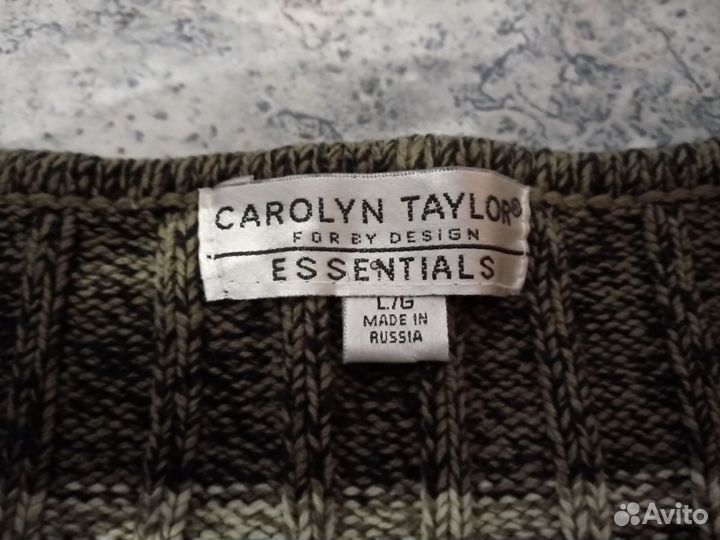 CAROLYN TAYLOR®
FOR BY DESIGN
ESSENTIALS
L/G
MADE IN
RUSSIA
Avito